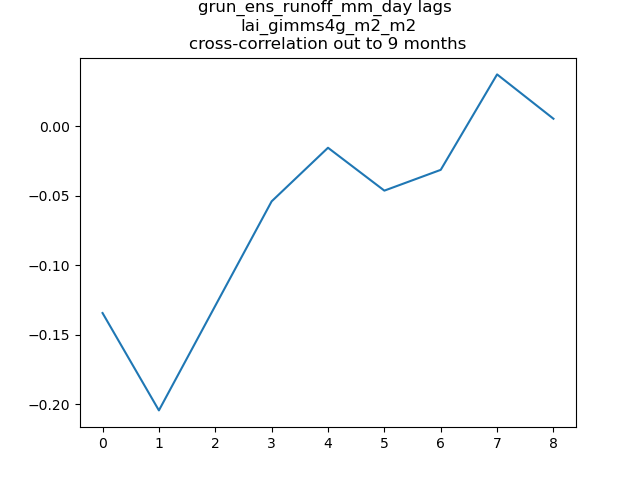 grun_ens_runoff_mm_day lags
lai_gimms4g_m2_m2
cross-correlation out to 9 months
0.00
−0.05
−0.10
−0.15
−0.20
0 1 2 3 4 5 6 7 8